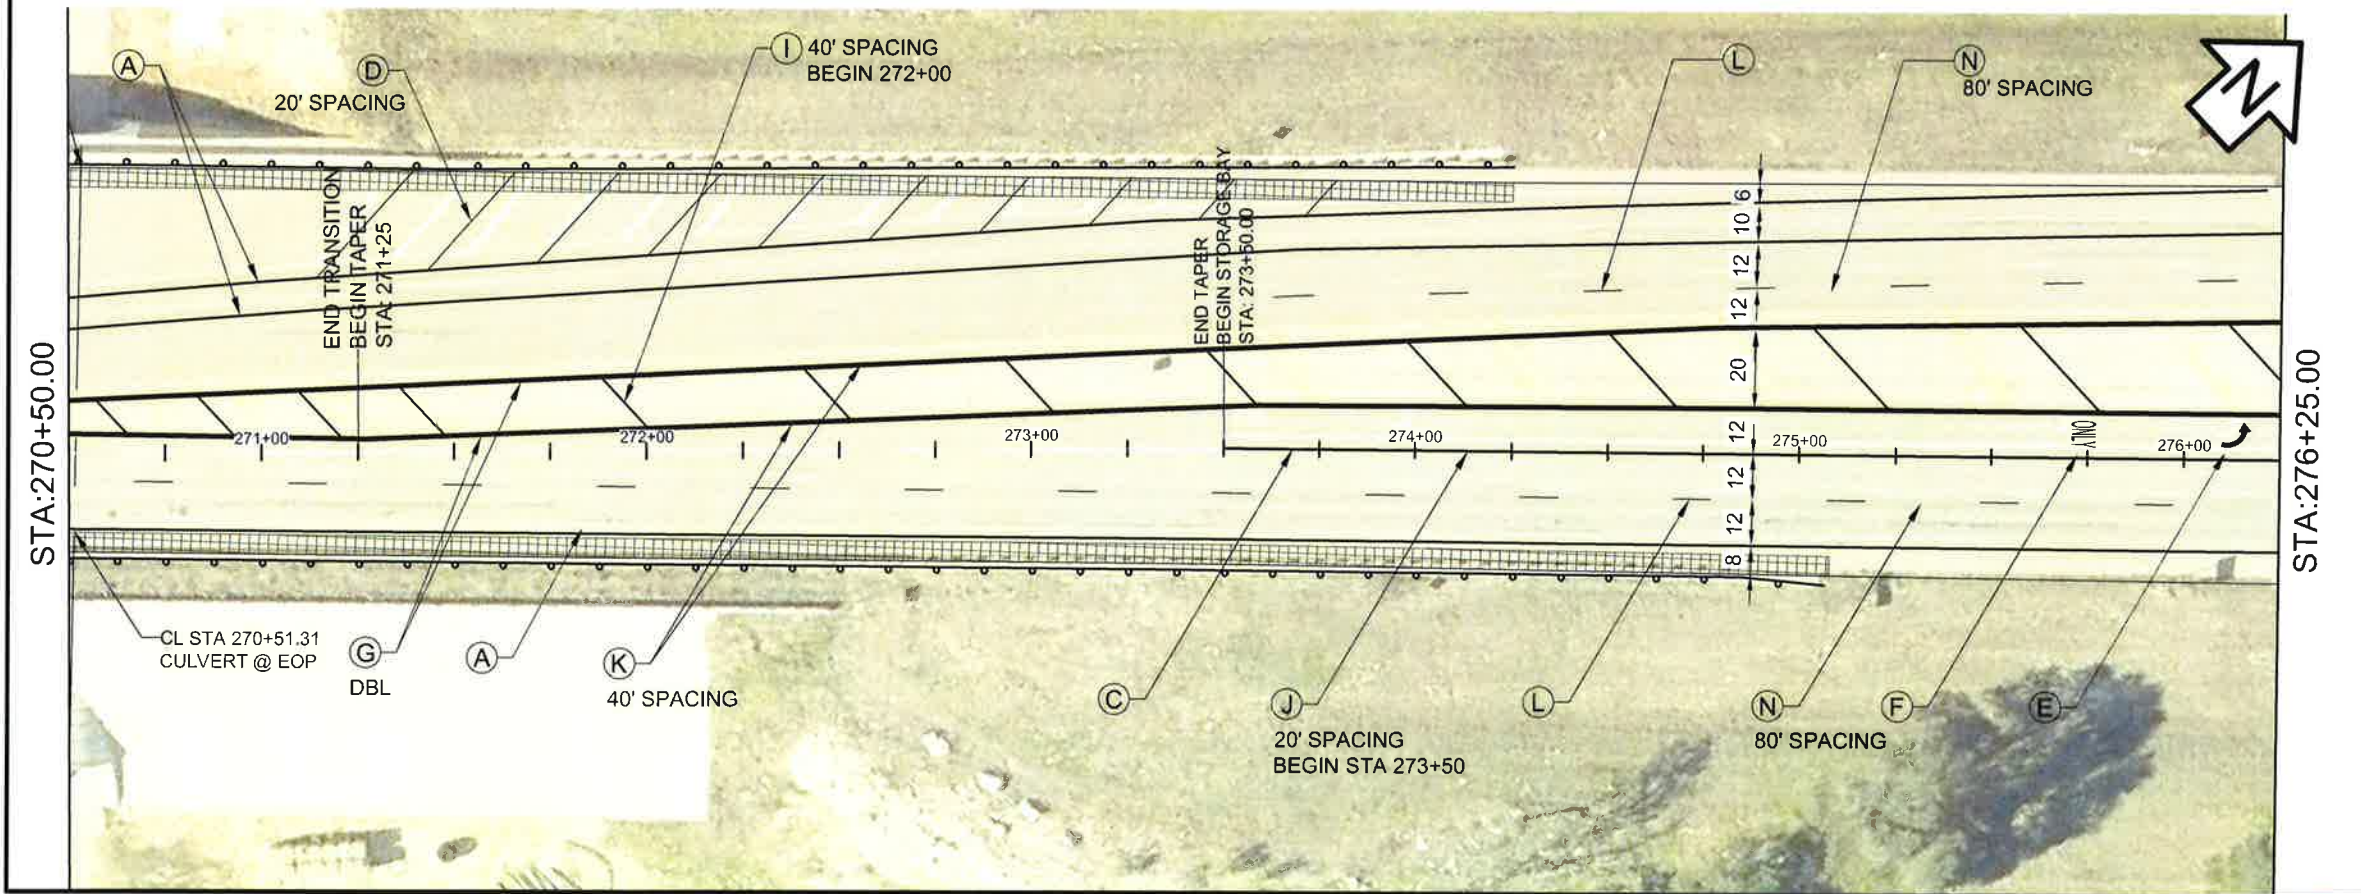 A
D
20' SPACING
I
40' SPACING
BEGIN 272+00
L
N
80' SPACING
N
END TRANSITION
BEGIN TAPER
STA: 271+25
END TAPER
BEGIN STORAGE BAY
STA: 273+50.00
6
10
12
12
20
12
12
12
8
STA:270+50.00
STA:276+25.00
271+00
272+00
273+00
274+00
275+00
276+00
ONLY
CL STA 270+51.31
CULVERT @ EOP
G
DBL
A
K
40' SPACING
C
J
20' SPACING
BEGIN STA 273+50
L
N
80' SPACING
F
E